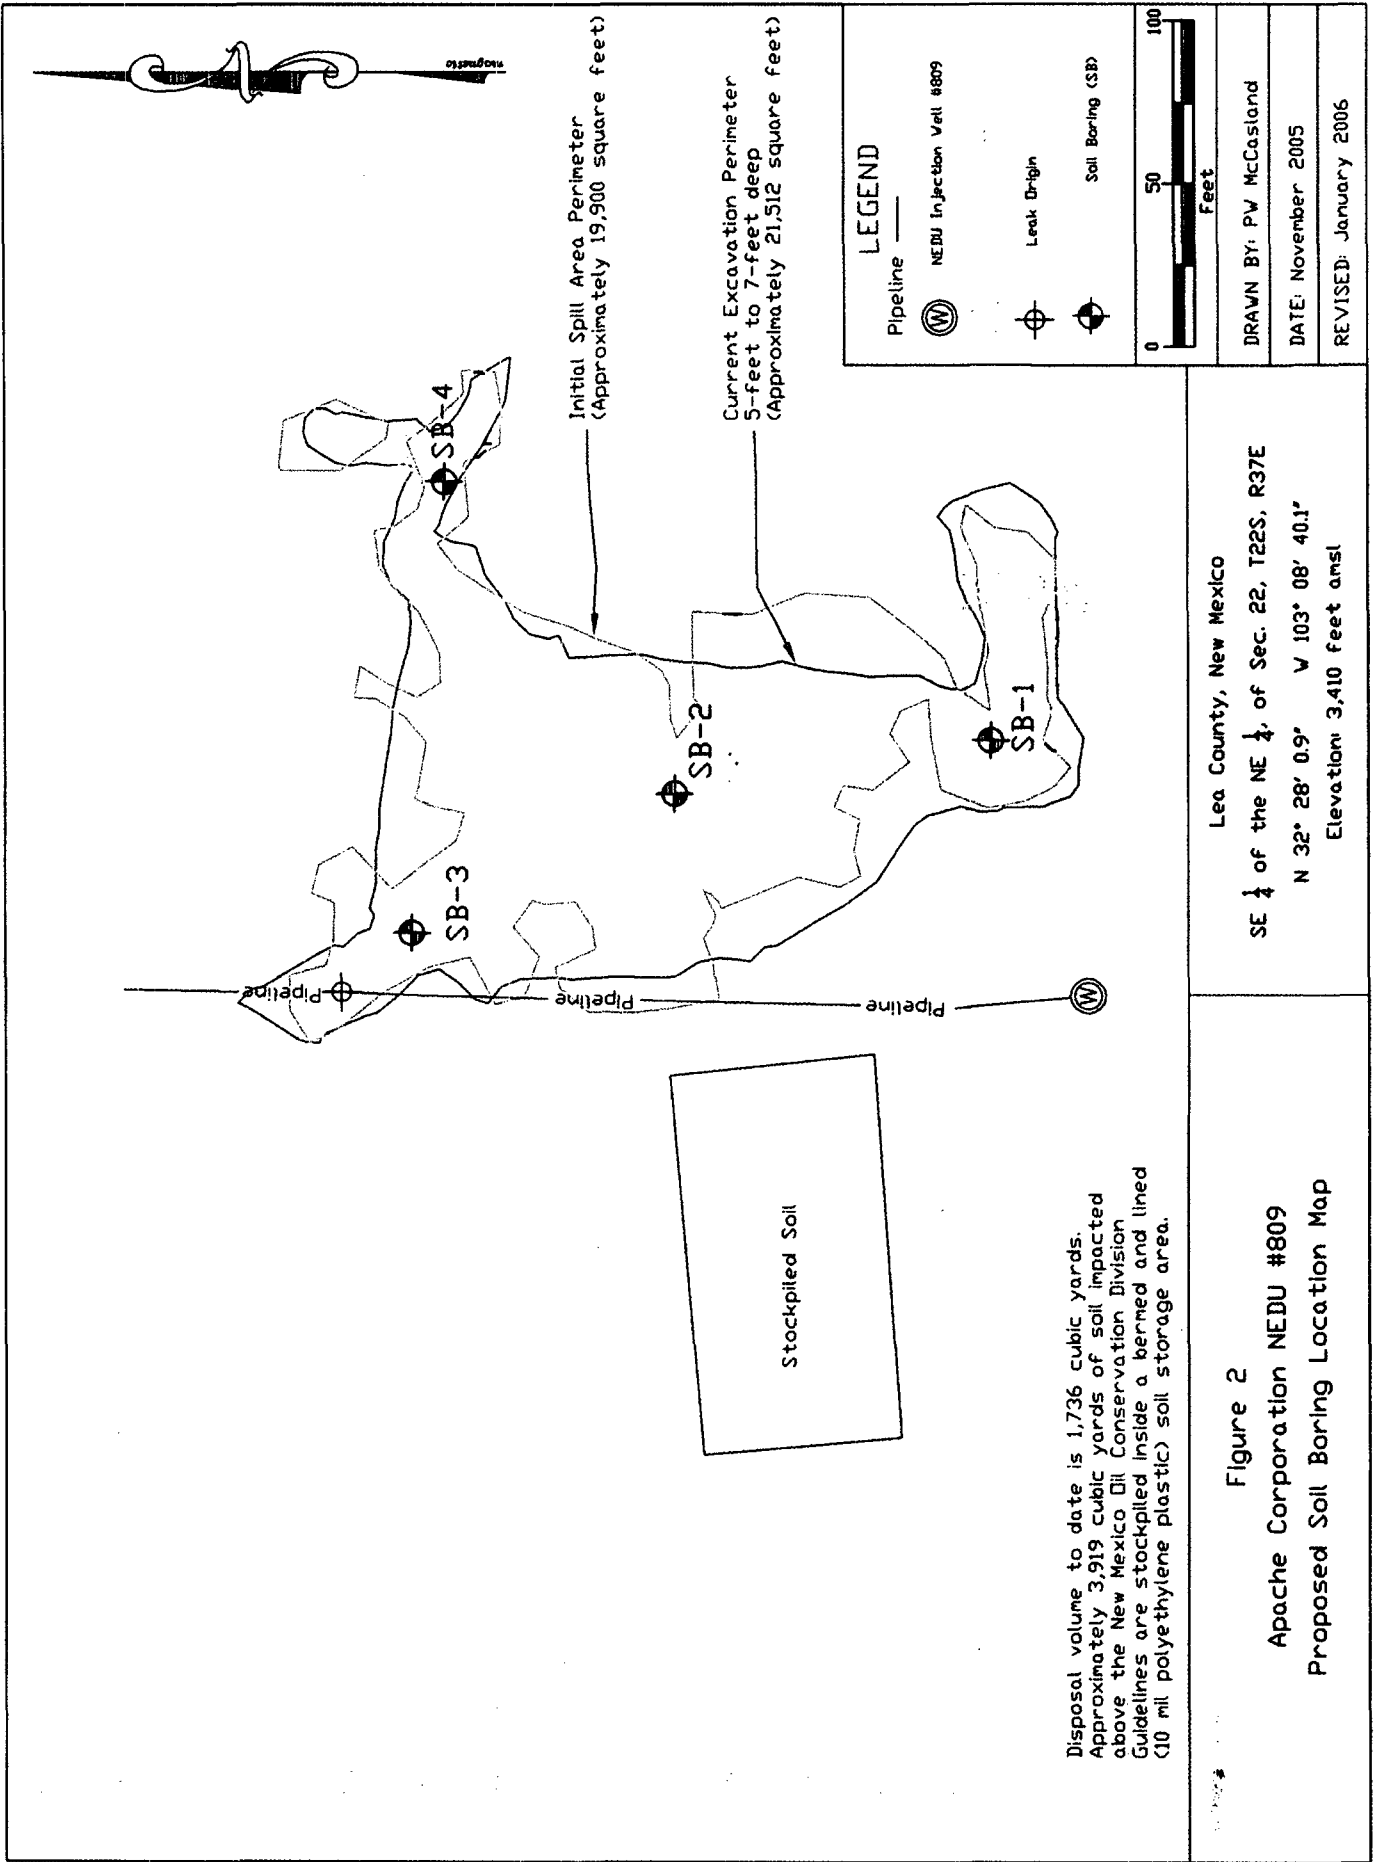 magnetic
Initial Spill Area Perimeter
(Approximately 19,900 square feet)
Current Excavation Perimeter
5-feet to 7-feet deep
(Approximately 21,512 square feet)
SB-4
SB-3
SB-2
SB-1
Pipeline
Pipeline
Pipeline
W
Stockpiled Soil
Disposal volume to date is 1,736 cubic yards.
Approximately 3,919 cubic yards of soil impacted
above the New Mexico Oil Conservation Division
Guidelines are stockpiled inside a bermed and lined
(10 mil polyethylene plastic) soil storage area.
LEGEND
Pipeline
W NEDU Injection Well #809
Leak Origin
Soil Boring (SB)
0 50 100
Feet
Figure 2
Apache Corporation NEDU #809
Proposed Soil Boring Location Map
Lea County, New Mexico
SE 1/4 of the NE 1/4, of Sec. 22, T22S, R37E
N 32° 28' 0.9" W 103° 08' 40.1"
Elevation: 3,410 feet amsl
DRAWN BY: PW McCasland
DATE: November 2005
REVISED: January 2006